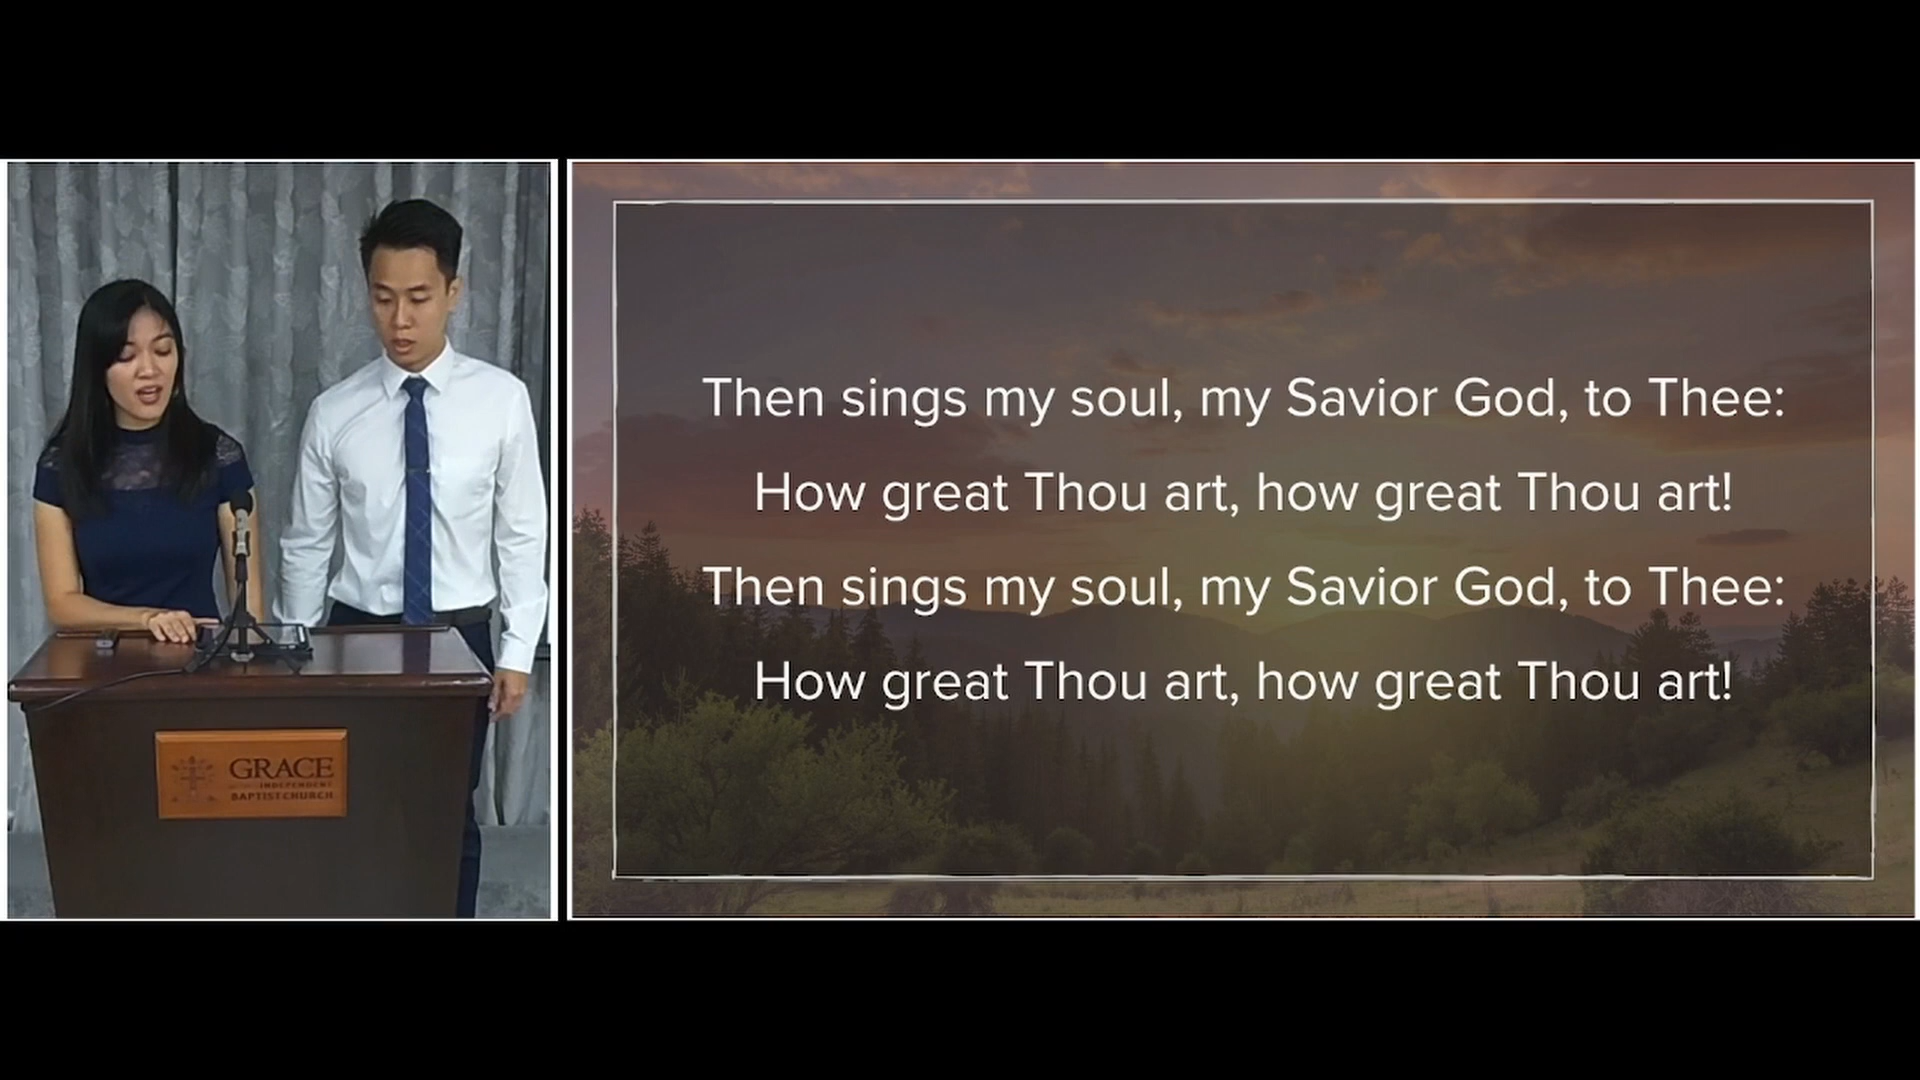 Then sings my soul, my Savior God, to Thee:
How great Thou art, how great Thou art!
Then sings my soul, my Savior God, to Thee:
How great Thou art, how great Thou art!
GRACE
INDEPENDENT
BAPTIST CHURCH